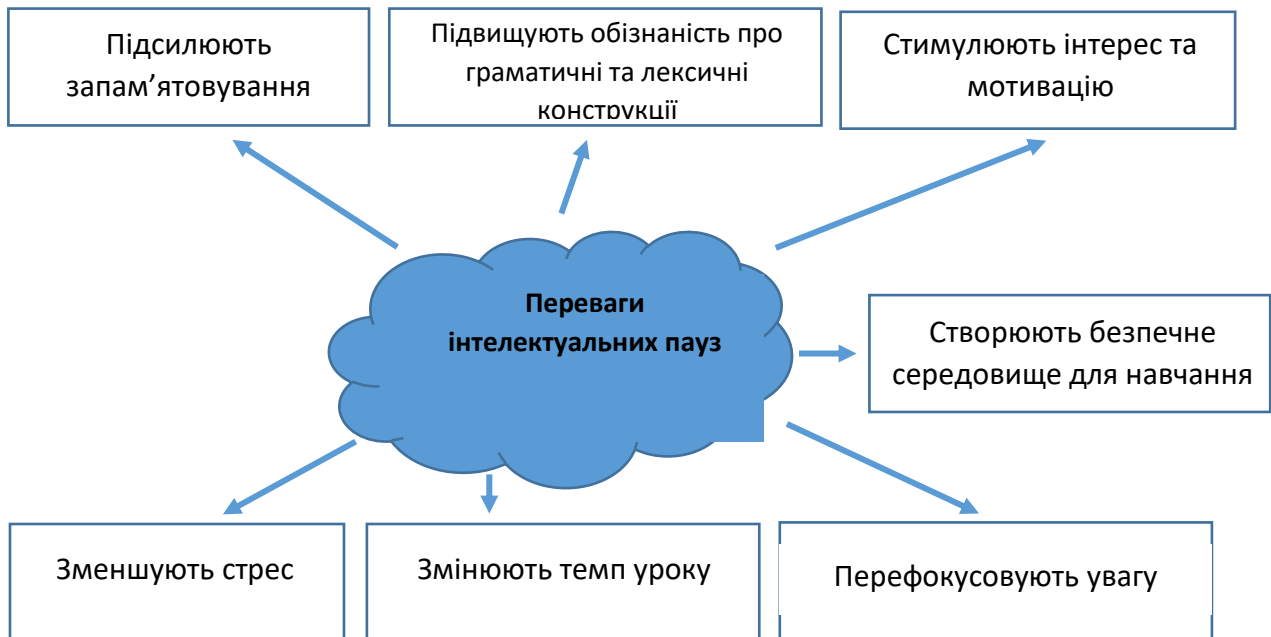 Підсилюють
запам’ятовування
Підвищують обізнаність про
граматичні та лексичні
конструкції
Стимулюють інтерес та
мотивацію
Переваги
інтелектуальних пауз
Створюють безпечне
середовище для навчання
Зменшують стрес
Змінюють темп уроку
Перефокусовують увагу